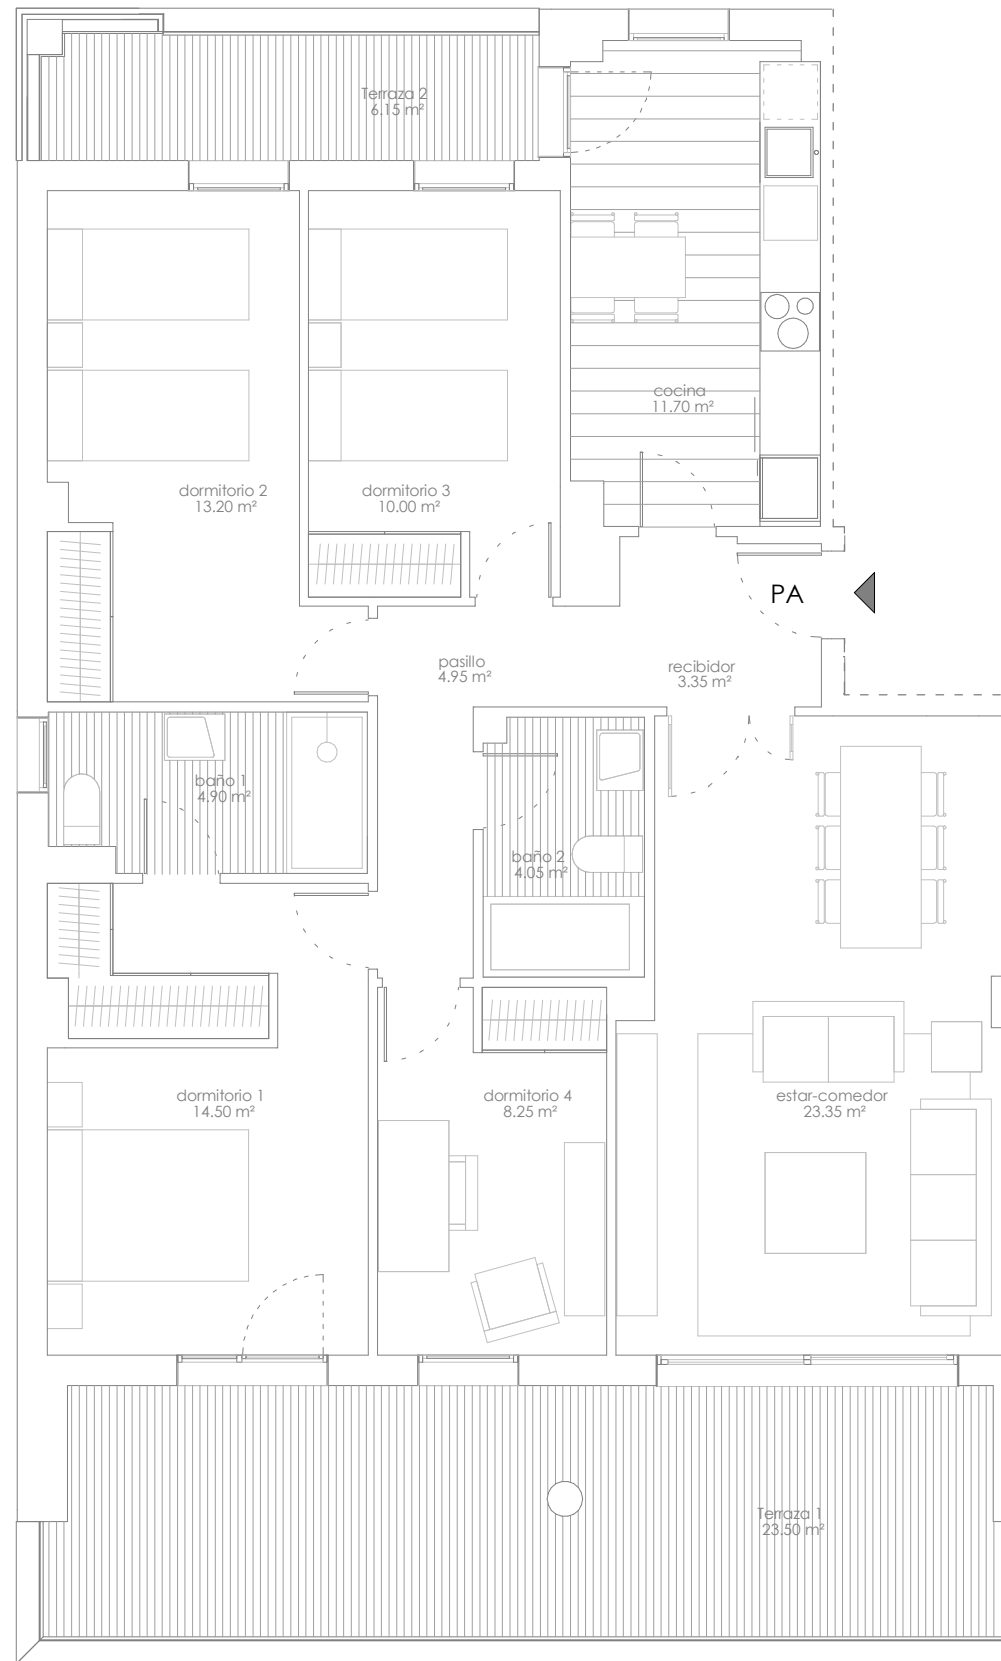 Terraza 2
6.15 m²
cocina
11.70 m²
dormitorio 2
13.20 m²
dormitorio 3
10.00 m²
PA
pasillo
4.95 m²
recibidor
3.35 m²
baño 1
4.90 m²
baño 2
4.05 m²
dormitorio 1
14.50 m²
dormitorio 4
8.25 m²
estar-comedor
23.35 m²
Terraza 1
23.50 m²